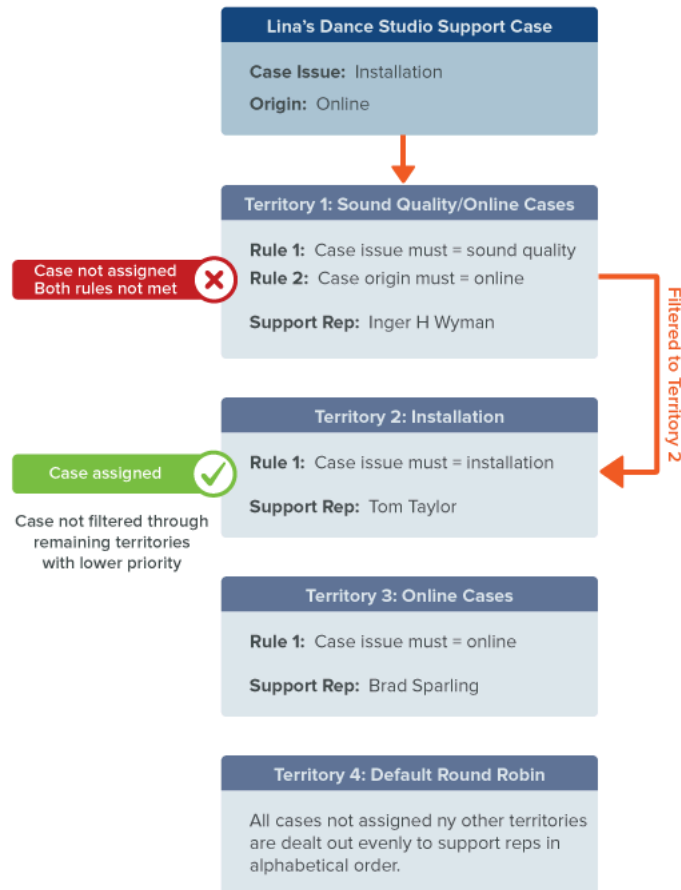 Lina's Dance Studio Support Case
Case Issue: Installation
Origin: Online
Territory 1: Sound Quality/Online Cases
Rule 1: Case issue must = sound quality
Rule 2: Case origin must = online
Support Rep: Inger H Wyman
Case not assigned
Both rules not met
Filtered to Territory 2
Territory 2: Installation
Rule 1: Case issue must = installation
Support Rep: Tom Taylor
Case assigned
Case not filtered through
remaining territories
with lower priority
Territory 3: Online Cases
Rule 1: Case issue must = online
Support Rep: Brad Sparling
Territory 4: Default Round Robin
All cases not assigned ny other territories
are dealt out evenly to support reps in
alphabetical order.